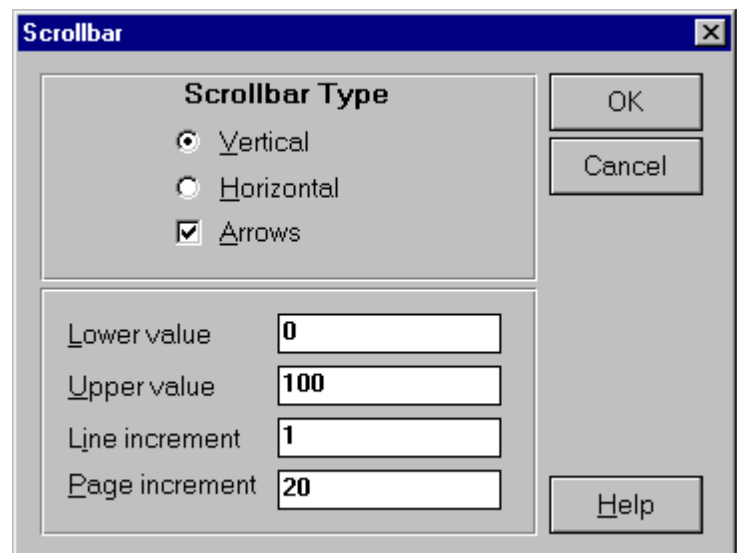 Scrollbar
Scrollbar Type
Vertical
Horizontal
Arrows
OK
Cancel
Lower value 0
Upper value 100
Line increment 1
Page increment 20
Help